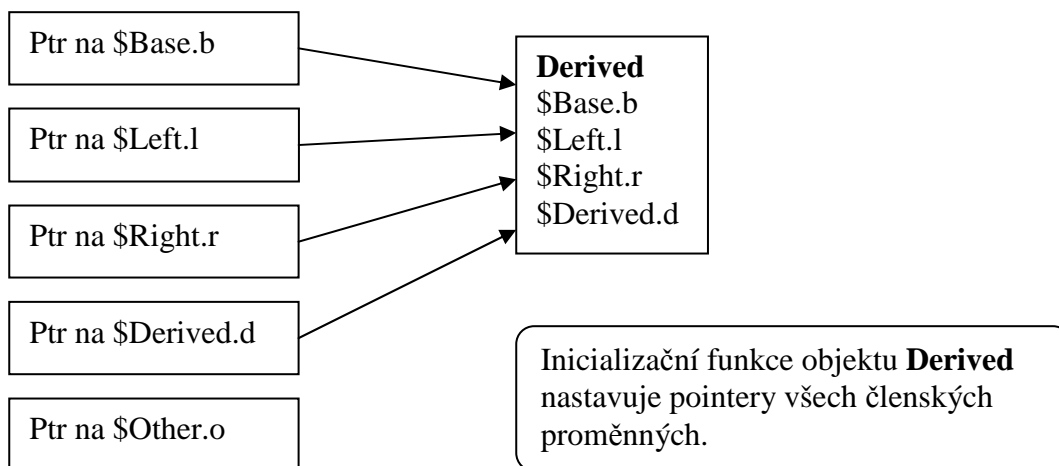 Ptr na $Base.b
Ptr na $Left.l
Ptr na $Right.r
Ptr na $Derived.d
Ptr na $Other.o
Derived
$Base.b
$Left.l
$Right.r
$Derived.d
Inicializační funkce objektu Derived
nastavuje pointery všech členských
proměnných.